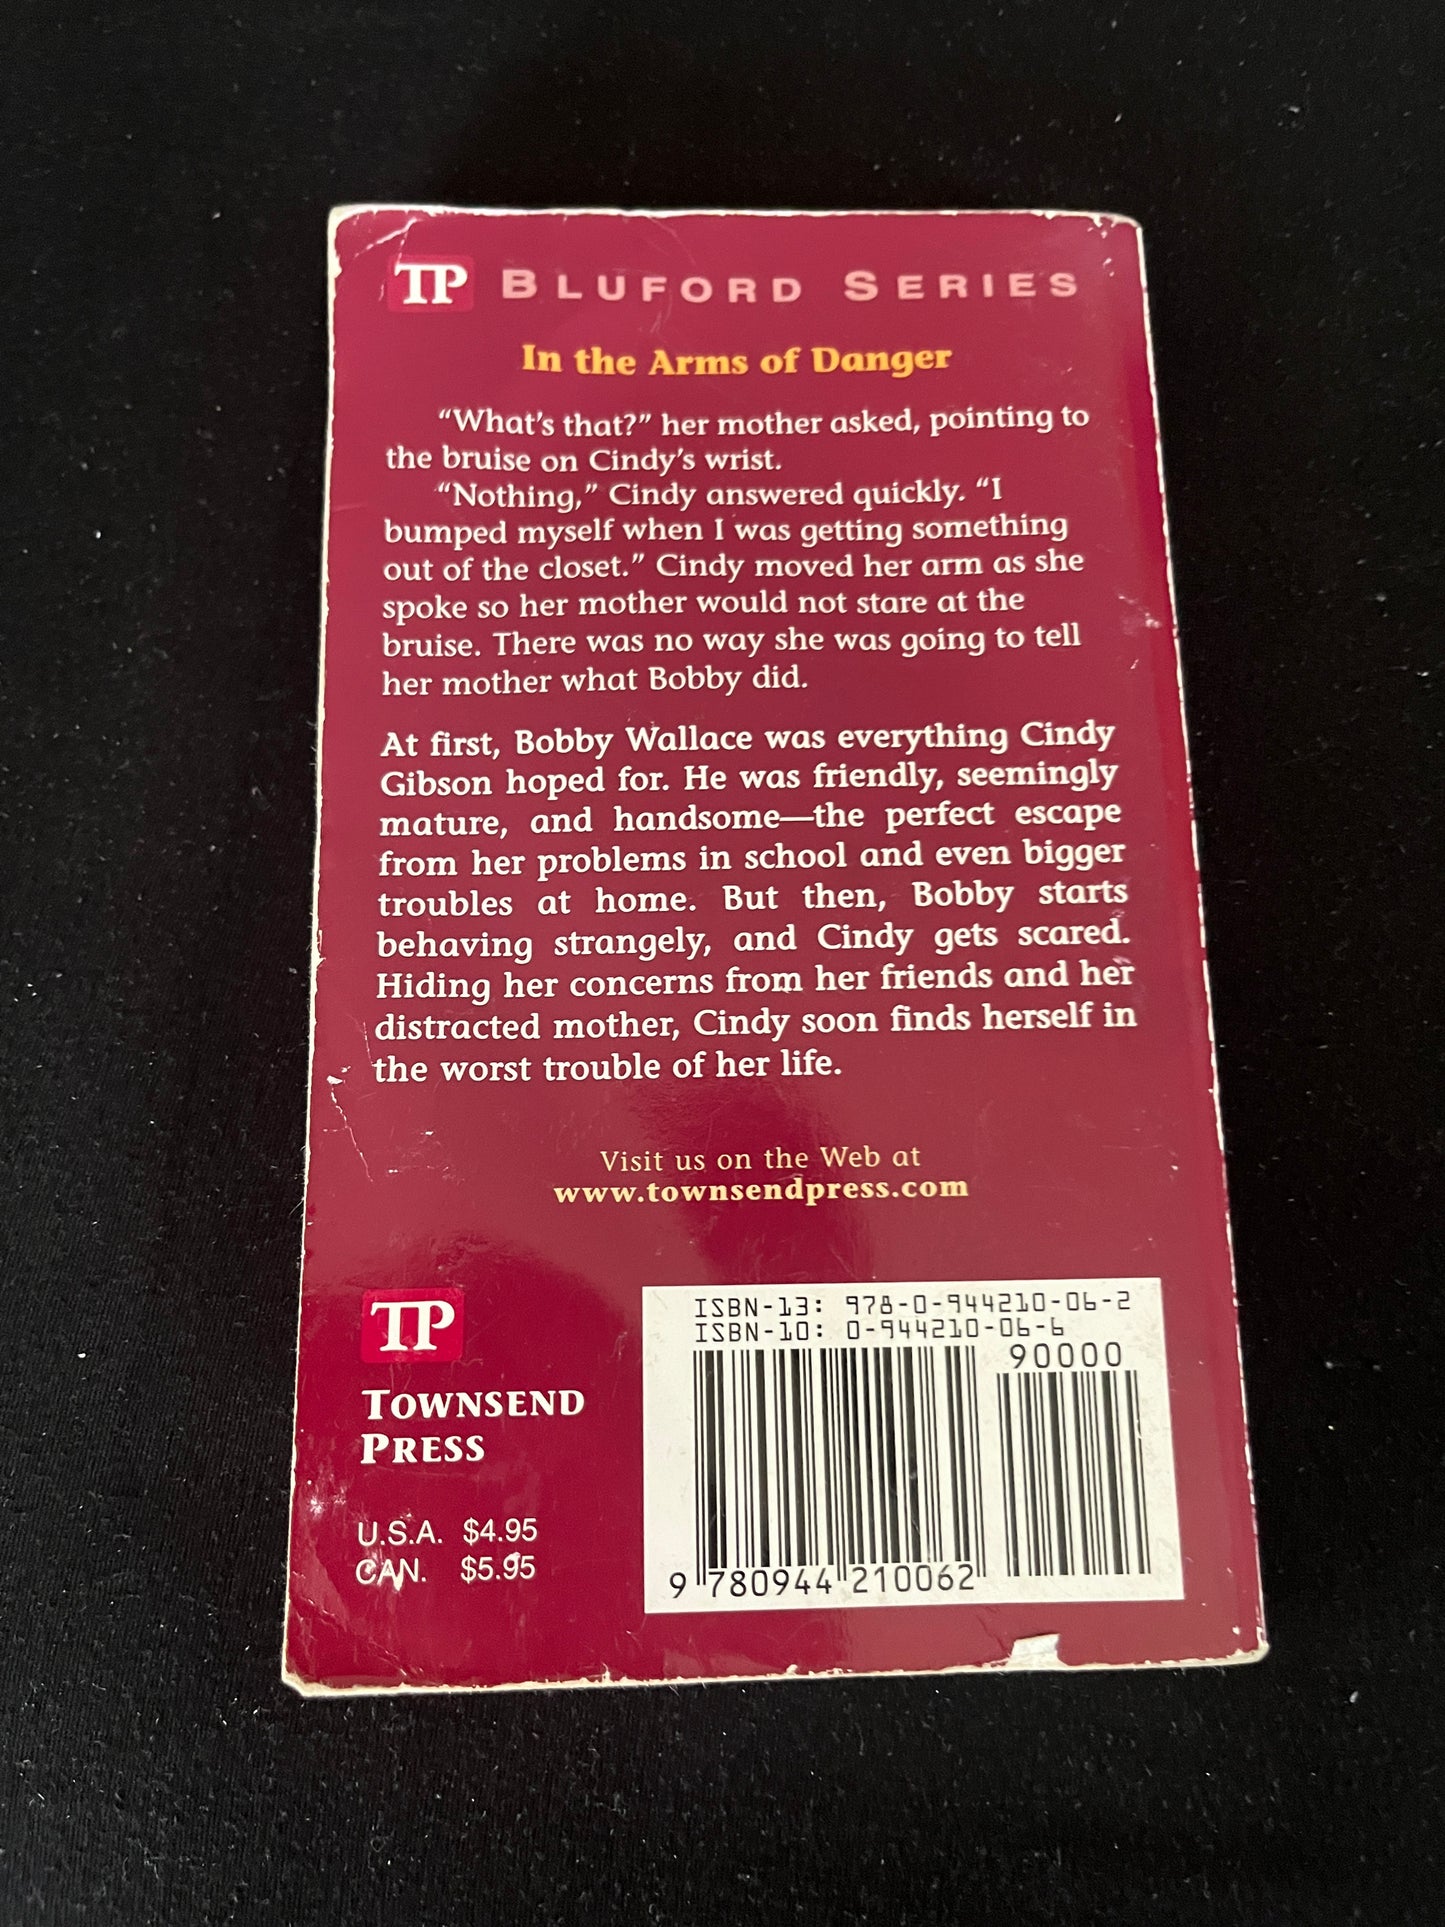 TP BLUFORD SERIES
In the Arms of Danger
“What's that?” her mother asked, pointing to
the bruise on Cindy's wrist.
“Nothing,” Cindy answered quickly. “I
bumped myself when I was getting something
out of the closet.” Cindy moved her arm as she
spoke so her mother would not stare at the
bruise. There was no way she was going to tell
her mother what Bobby did.
At first, Bobby Wallace was everything Cindy
Gibson hoped for. He was friendly, seemingly
mature, and handsome—the perfect escape
from her problems in school and even bigger
troubles at home. But then, Bobby starts
behaving strangely, and Cindy gets scared.
Hiding her concerns from her friends and her
distracted mother, Cindy soon finds herself in
the worst trouble of her life.
Visit us on the Web at
www.townsendpress.com
TP
TOWNSEND
PRESS
U.S.A. $4.95
CAN. $5.95
ISBN-13: 978-0-944210-06-2
ISBN-10: 0-944210-06-6
90000
9 780944 210062